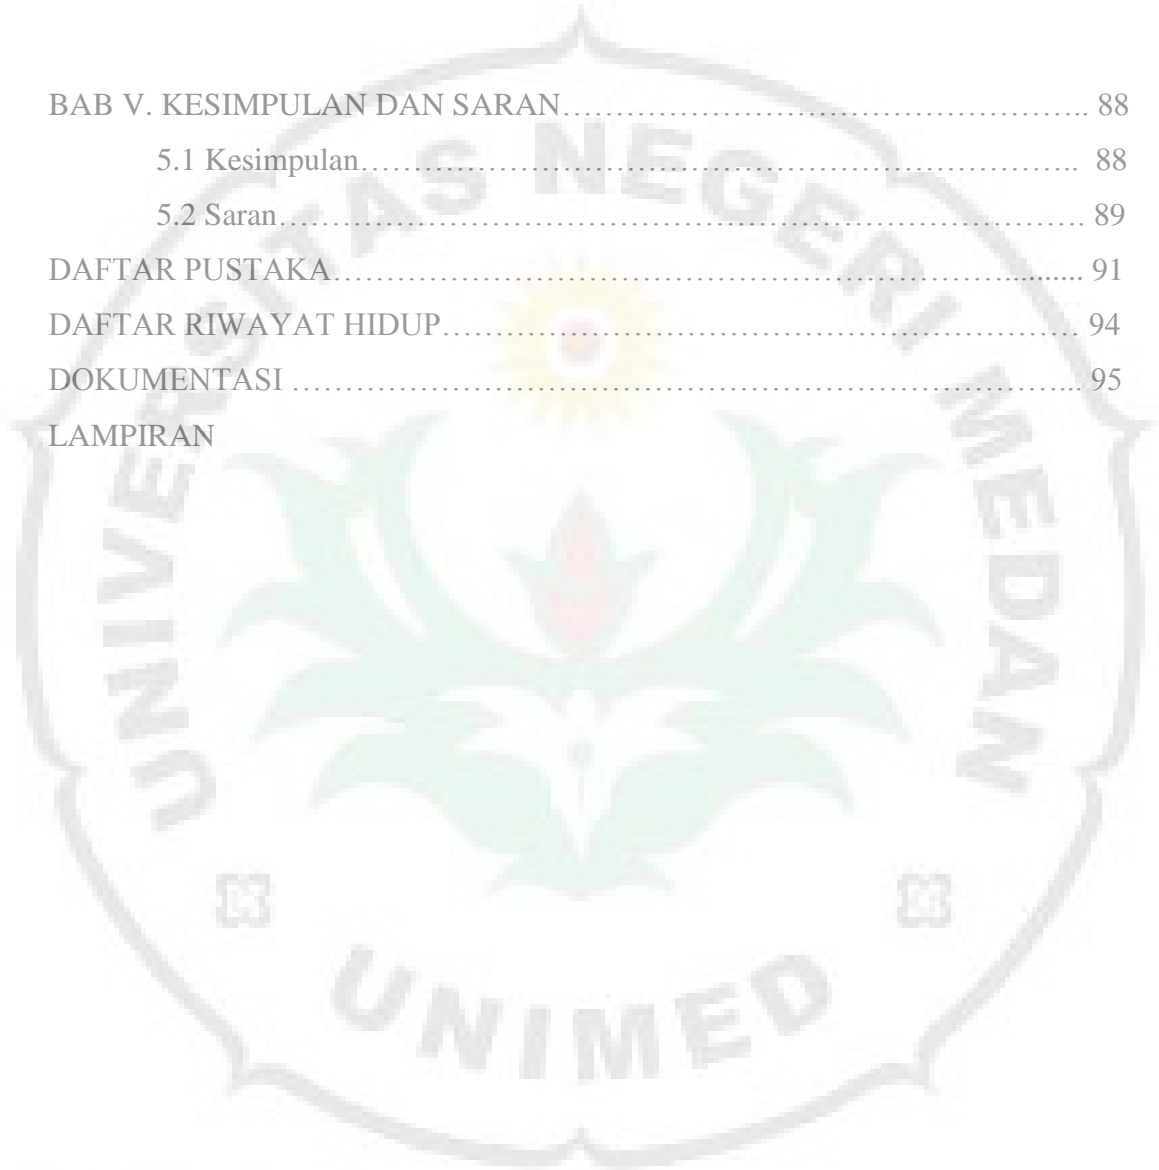 BAB V. KESIMPULAN DAN SARAN………………………………………….. 88
5.1 Kesimpulan………………………………………………………….. 88
5.2 Saran………………………………………………………………… 89
DAFTAR PUSTAKA………………………………………………………....... 91
DAFTAR RIWAYAT HIDUP…………………………………………………… 94
DOKUMENTASI ……………………………………………………………….. 95
LAMPIRAN
UNIVERSITAS NEGERI MEDAN
UNIMED